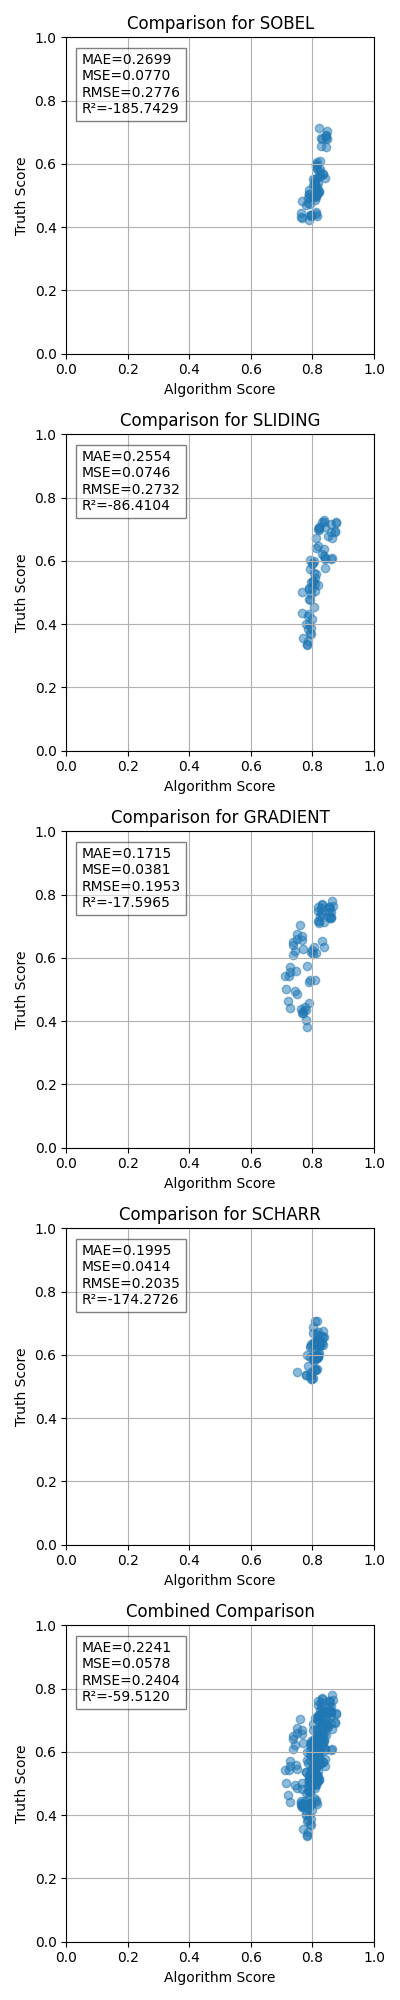 Comparison for SOBEL
MAE=0.2699
MSE=0.0770
RMSE=0.2776
R²=-185.7429
1.0
0.8
0.6
0.4
0.2
0.0
Truth Score
0.0 0.2 0.4 0.6 0.8 1.0
Algorithm Score
Comparison for SLIDING
MAE=0.2554
MSE=0.0746
RMSE=0.2732
R²=-86.4104
1.0
0.8
0.6
0.4
0.2
0.0
Truth Score
0.0 0.2 0.4 0.6 0.8 1.0
Algorithm Score
Comparison for GRADIENT
MAE=0.1715
MSE=0.0381
RMSE=0.1953
R²=-17.5965
1.0
0.8
0.6
0.4
0.2
0.0
Truth Score
0.0 0.2 0.4 0.6 0.8 1.0
Algorithm Score
Comparison for SCHARR
MAE=0.1995
MSE=0.0414
RMSE=0.2035
R²=-174.2726
1.0
0.8
0.6
0.4
0.2
0.0
Truth Score
0.0 0.2 0.4 0.6 0.8 1.0
Algorithm Score
Combined Comparison
MAE=0.2241
MSE=0.0578
RMSE=0.2404
R²=-59.5120
1.0
0.8
0.6
0.4
0.2
0.0
Truth Score
0.0 0.2 0.4 0.6 0.8 1.0
Algorithm Score